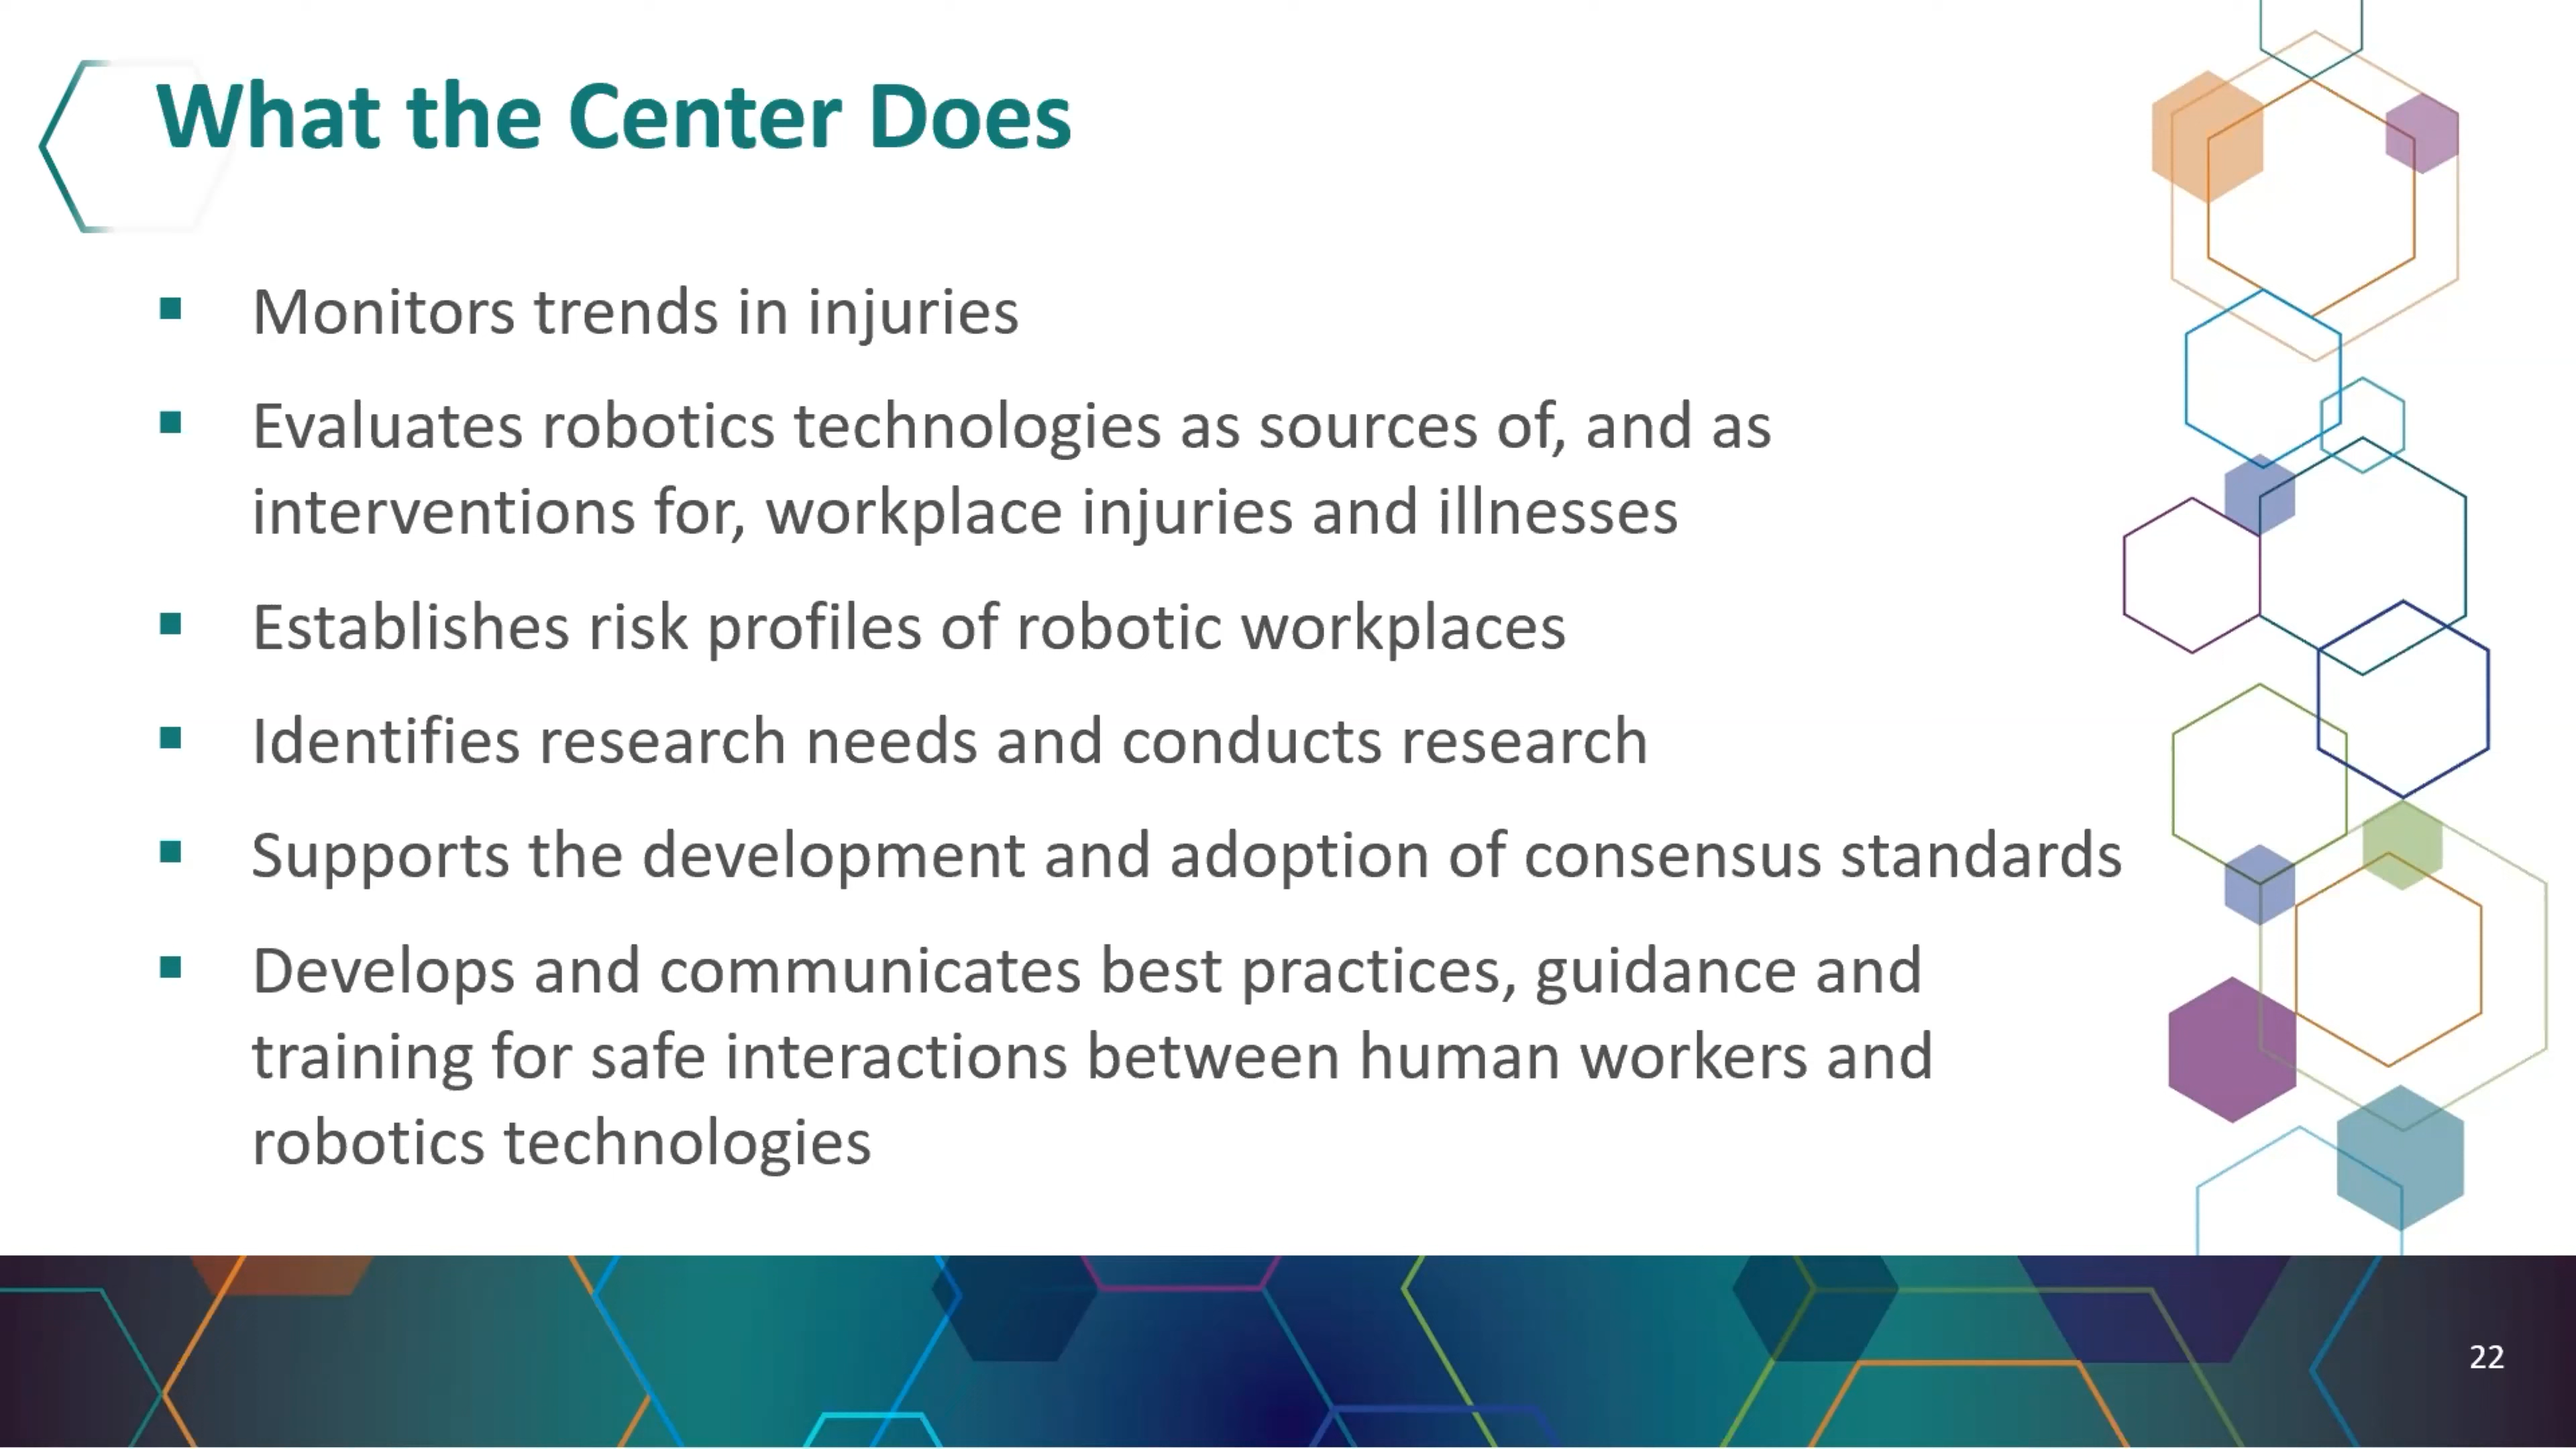 What the Center Does
▪ Monitors trends in injuries
▪ Evaluates robotics technologies as sources of, and as
interventions for, workplace injuries and illnesses
▪ Establishes risk profiles of robotic workplaces
▪ Identifies research needs and conducts research
▪ Supports the development and adoption of consensus standards
▪ Develops and communicates best practices, guidance and
training for safe interactions between human workers and
robotics technologies
22